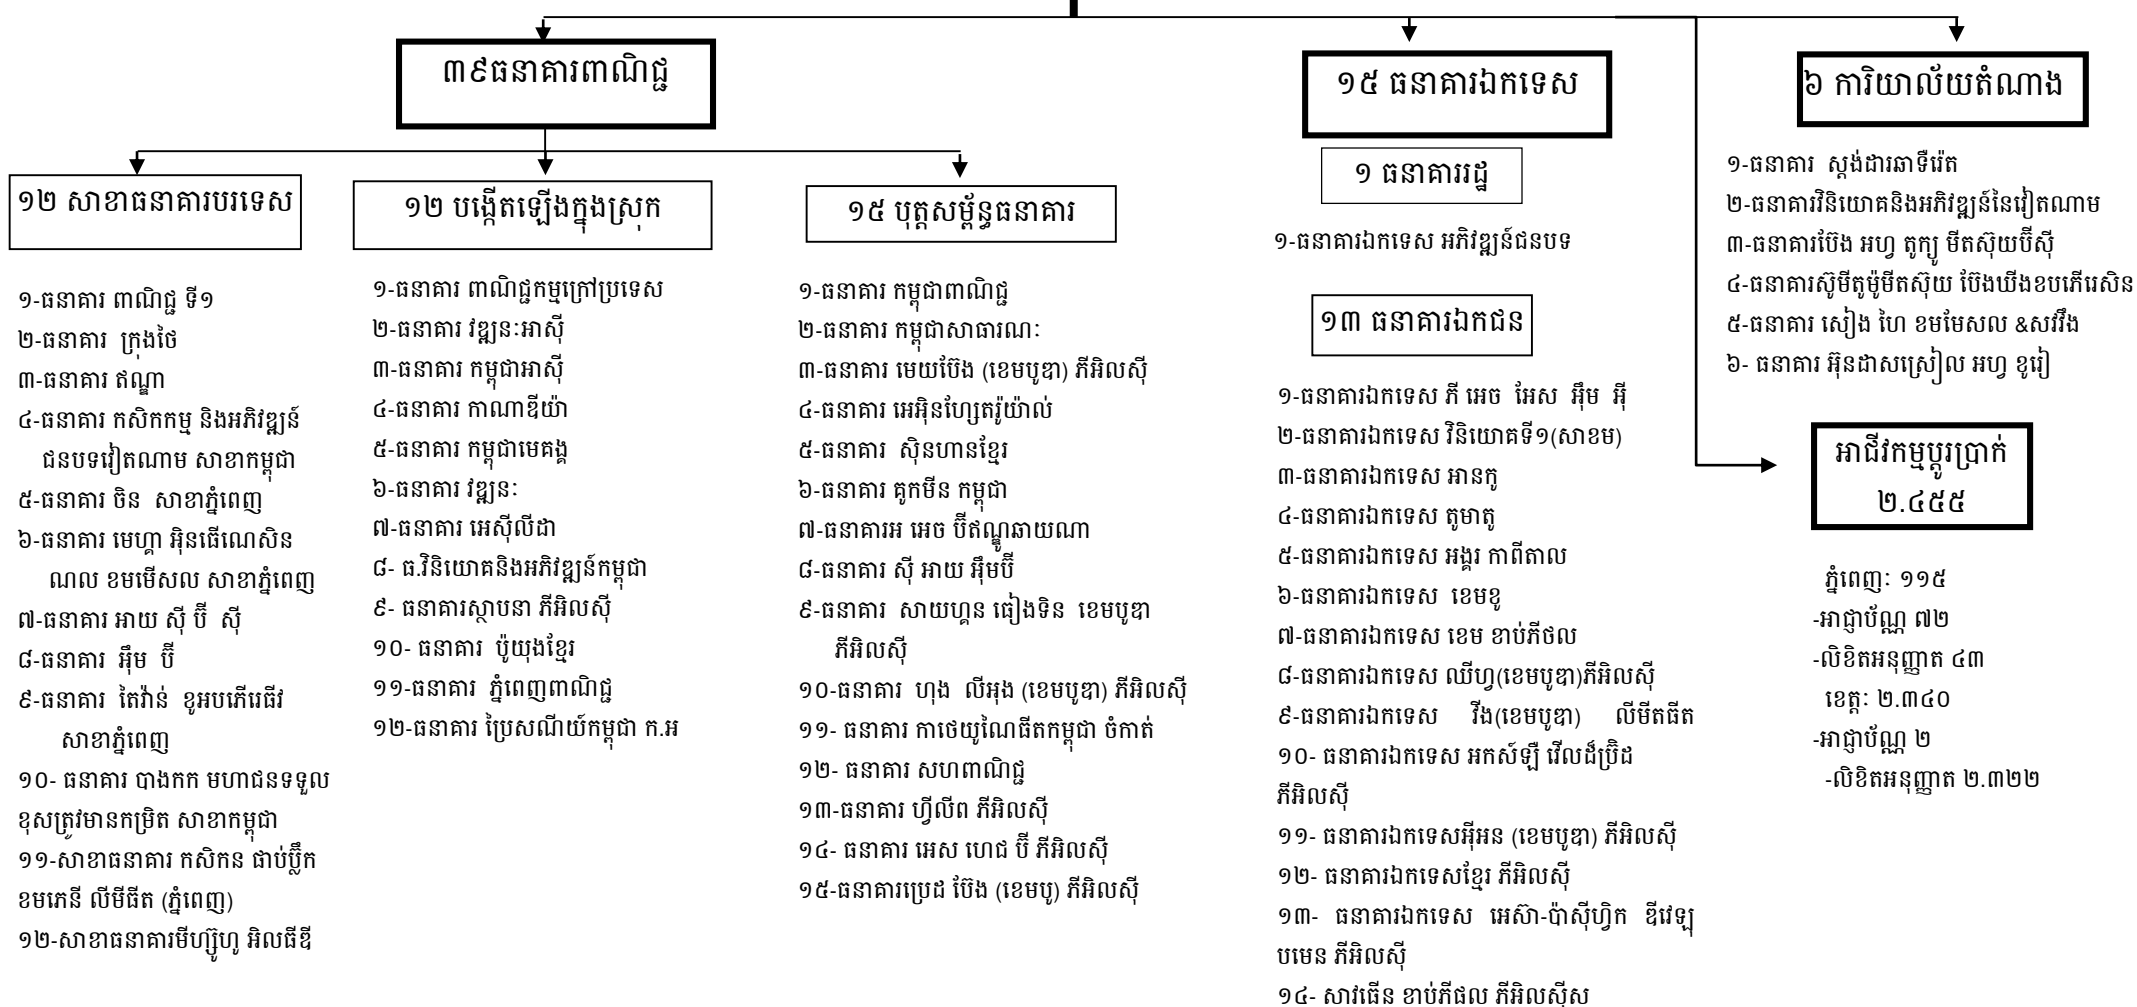 ៣៩ធនាគារពាណិជ្ជ
១២ សាខាធនាគារបរទេស
១-ធនាគារ ពាណិជ្ជ ទី១
២-ធនាគារ ក្រុងថៃ
៣-ធនាគារ ឥណ្ឌា
៤-ធនាគារ កសិកកម្ម និងអភិវឌ្ឍន៍
ជនបទវៀតណាម សាខាកម្ពុជា
៥-ធនាគារ ចិន សាខាភ្នំពេញ
៦-ធនាគារ មេហ្គា អ៊ិនធើណេសិន
ណល ខមមើសល សាខាភ្នំពេញ
៧-ធនាគារ អាយ ស៊ី ប៊ី ស៊ី
៨-ធនាគារ អ៊ឹម ប៊ី
៩-ធនាគារ តៃវ៉ាន់ ខូអបភើរេធីវ
សាខាភ្នំពេញ
១០- ធនាគារ បាងកក មហាជនទទួល
ខុសត្រូវមានកម្រិត សាខាកម្ពុជា
១១-សាខាធនាគារ កសិកន ផាប់ប្លឹក
ខមភេនី លីមីធីត (ភ្នំពេញ)
១២-សាខាធនាគារមីហ្ស៊ូហូ អិលធីឌី
១២ បង្កើតឡើងក្នុងស្រុក
១-ធនាគារ ពាណិជ្ជកម្មក្រៅប្រទេស
២-ធនាគារ វឌ្ឍនៈអាស៊ី
៣-ធនាគារ កម្ពុជាអាស៊ី
៤-ធនាគារ កាណាឌីយ៉ា
៥-ធនាគារ កម្ពុជាមេគង្គ
៦-ធនាគារ វឌ្ឍនៈ
៧-ធនាគារ អេស៊ីលីដា
៨- ធ.វិនិយោគនិងអភិវឌ្ឍន៍កម្ពុជា
៩- ធនាគារស្ថាបនា ភីអិលស៊ី
១០- ធនាគារ ប៉ូយុងខ្មែរ
១១-ធនាគារ ភ្នំពេញពាណិជ្ជ
១២-ធនាគារ ប្រៃសណីយ៍កម្ពុជា ក.អ
១៥ បុត្តសម្ព័ន្ធធនាគារ
១-ធនាគារ កម្ពុជាពាណិជ្ជ
២-ធនាគារ កម្ពុជាសាធារណៈ
៣-ធនាគារ មេយប៊ែង (ខេមបូឌា) ភីអិលស៊ី
៤-ធនាគារ អេអ៊ិនហ្សែតរ៉ូយ៉ាល់
៥-ធនាគារ ស៊ិនហានខ្មែរ
៦-ធនាគារ គូកមីន កម្ពុជា
៧-ធនាគារអ អេច ប៊ីឥណ្ឌូឆាយណា
៨-ធនាគារ ស៊ី អាយ អ៊ឹមប៊ី
៩-ធនាគារ សាយហ្គន ធៀងទិន ខេមបូឌា
ភីអិលស៊ី
១០-ធនាគារ ហុង លីអុង (ខេមបូឌា) ភីអិលស៊ី
១១- ធនាគារ កាថេយូណៃធីតកម្ពុជា ចំកាត់
១២- ធនាគារ សហពាណិជ្ជ
១៣-ធនាគារ ហ្វីលីព ភីអិលស៊ី
១៤- ធនាគារ អេស ហេជ ប៊ី ភីអិលស៊ី
១៥-ធនាគារប្រេដ ប៊ែង (ខេមបូ) ភីអិលស៊ី
១៥ ធនាគារឯកទេស
១ ធនាគាររដ្ឋ
១-ធនាគារឯកទេស អភិវឌ្ឍន៍ជនបទ
១៣ ធនាគារឯកជន
១-ធនាគារឯកទេស ភី អេច អែស អ៊ឹម អ៊ី
២-ធនាគារឯកទេស វិនិយោគទី១(សាខម)
៣-ធនាគារឯកទេស អានកូ
៤-ធនាគារឯកទេស តូមាតូ
៥-ធនាគារឯកទេស អង្គរ កាពីតាល
៦-ធនាគារឯកទេស ខេមខូ
៧-ធនាគារឯកទេស ខេម ខាប់ភីថល
៨-ធនាគារឯកទេស ឈីហ្វ(ខេមបូឌា)ភីអិលស៊ី
៩-ធនាគារឯកទេស វីង(ខេមបូឌា) លីមីតធីត
១០- ធនាគារឯកទេស អកស៍ឡឺ វើលដ៏ប្រ៊ិដ
ភីអិលស៊ី
១១- ធនាគារឯកទេសអ៊ីអន (ខេមបូឌា) ភីអិលស៊ី
១២- ធនាគារឯកទេសខ្មែរ ភីអិលស៊ី
១៣- ធនាគារឯកទេស អេស៊ា-ប៉ាស៊ីហ្វិក ឌីវេឡុ
បមេន ភីអិលស៊ី
១៤- សាវធើន ខាប់ភីផល ភីអិលស៊ីស
៦ ការិយាល័យតំណាង
១-ធនាគារ ស្តង់ដារឆាទឺរ៉េត
២-ធនាគារវិនិយោគនិងអភិវឌ្ឍន៍នៃវៀតណាម
៣-ធនាគារប៊ែង អហ្វ តូក្យូ មីតស៊ុយប៊ីស៊ី
៤-ធនាគារស៊ូមីតូម៉ូមីតស៊ុយ ប៊ែងឃីងខបភើរេសិន
៥-ធនាគារ សៀង ហៃ ខមមែសល &សវរីង
៦- ធនាគារ អ៊ុនដាសស្រៀល អហ្វ ខូរៀ
អាជីវកម្មប្តូរប្រាក់
២.៤៥៥
ភ្នំពេញៈ ១១៥
-អាជ្ញាប័ណ្ណ ៧២
-លិខិតអនុញ្ញាត ៤៣
ខេត្តៈ ២.៣៤០
-អាជ្ញាប័ណ្ណ ២
-លិខិតអនុញ្ញាត ២.៣២២